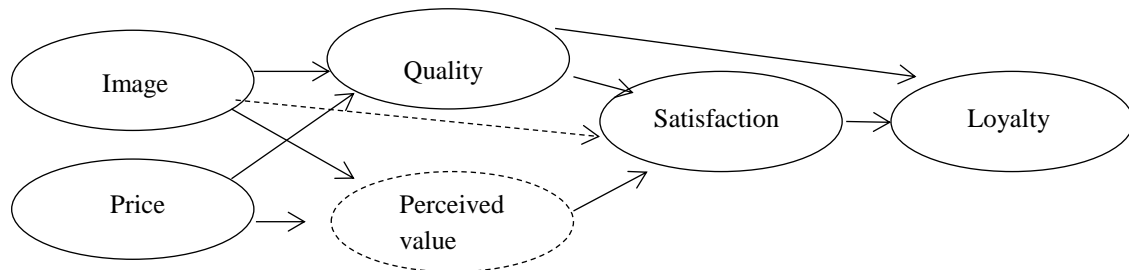 Image
Quality
Satisfaction
Loyalty
Price
Perceived
value